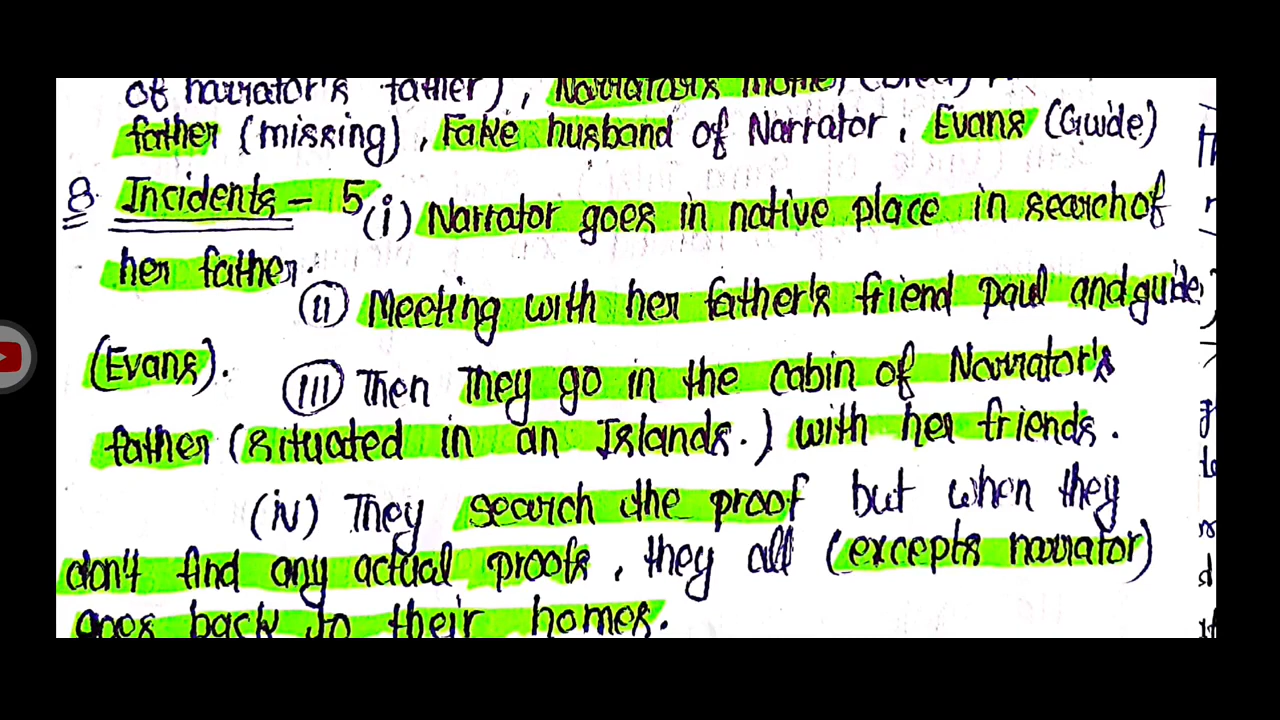 of narrator's father), Narrator's
father (missing), Fake husband of Narrator, Evans (Guide)
8 Incidents - 5 (i) Narrator goes in native place in search of
her father.
(ii) Meeting with her father's friend paul and guide
(Evans).
(iii) Then They go in the cabin of Narrator's
father (situated in an Islands.) with her friends.
(iv) They search the proof but when they
don't find any actual proofs, they all (excepts narrator)
goes back to their homes.